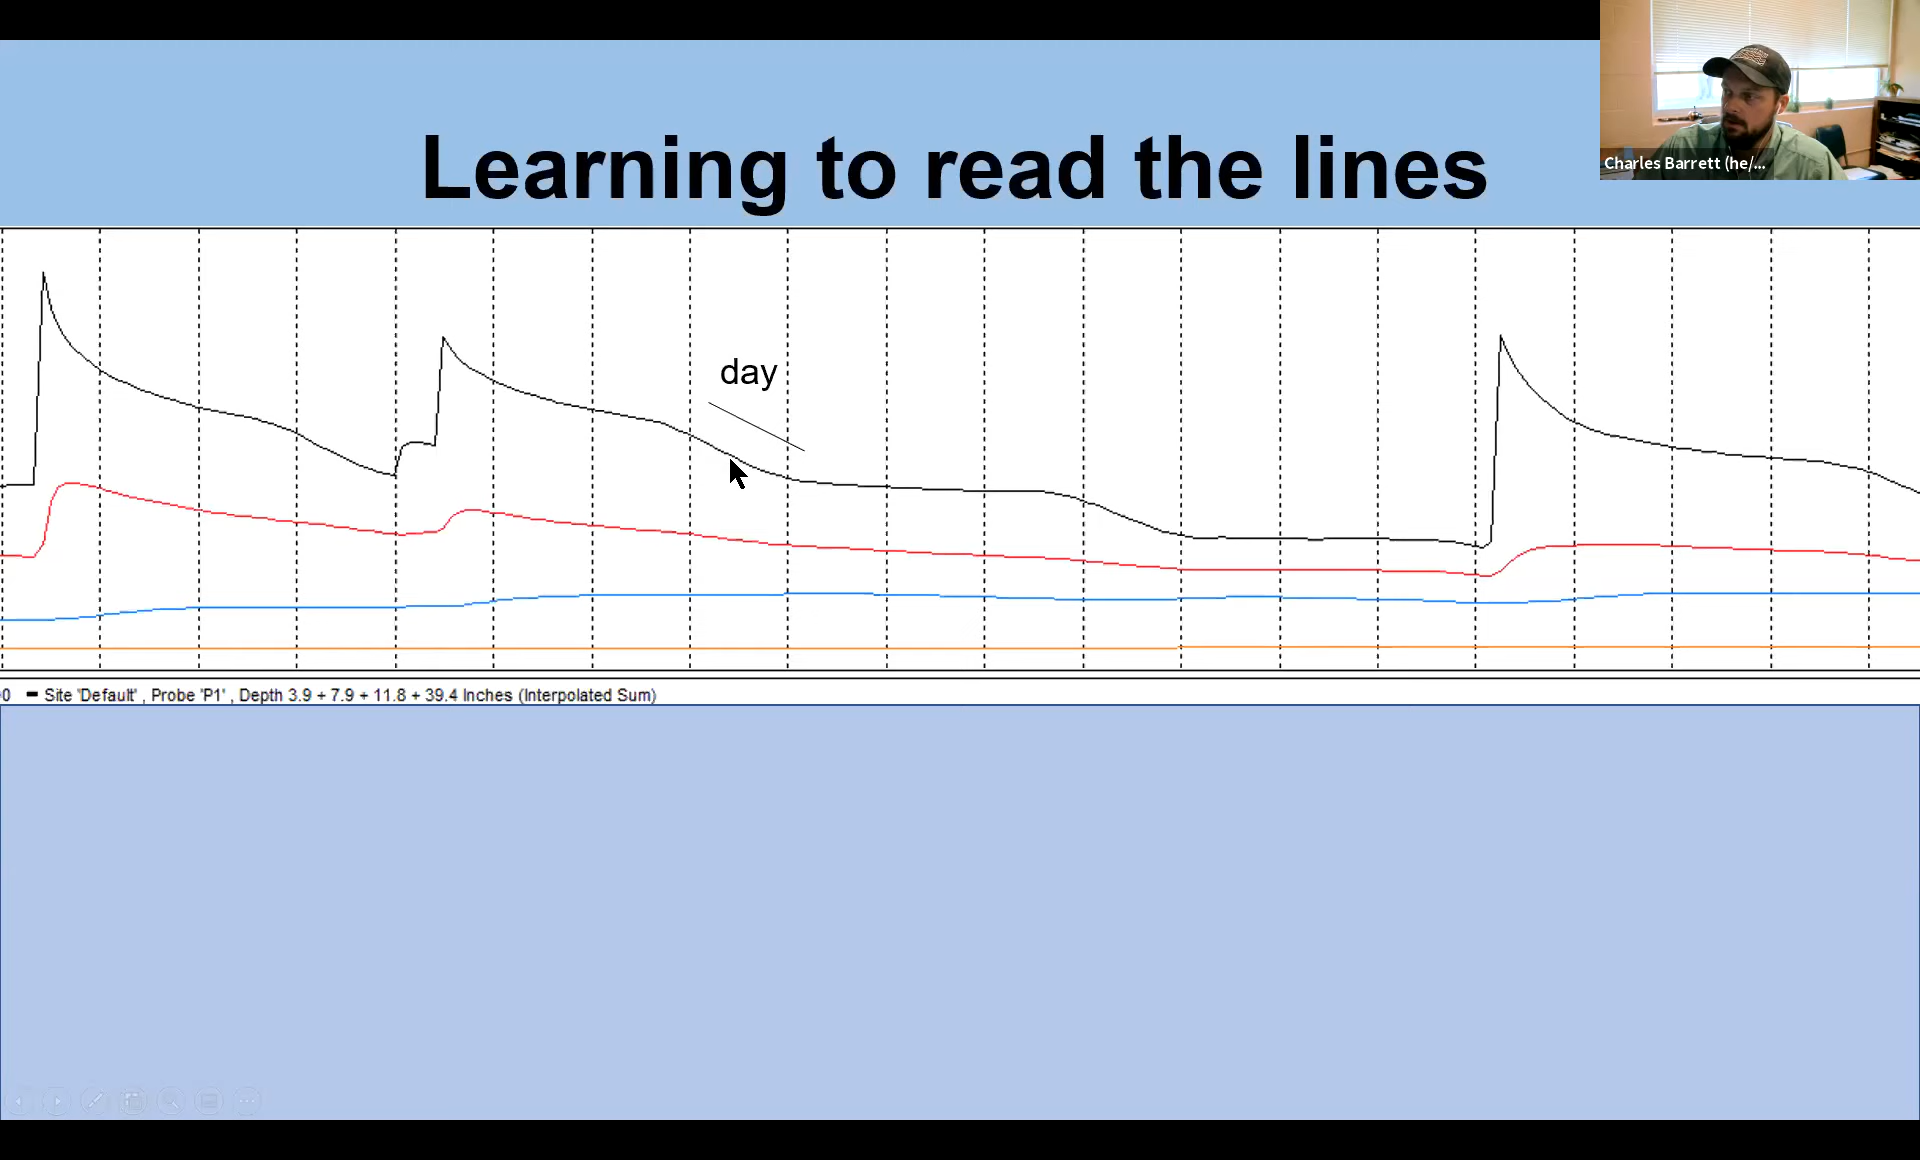 Learning to read the lines
Charles Barrett (he/...
day
0 Site 'Default' , Probe 'P1' , Depth 3.9 + 7.9 + 11.8 + 39.4 Inches (Interpolated Sum)